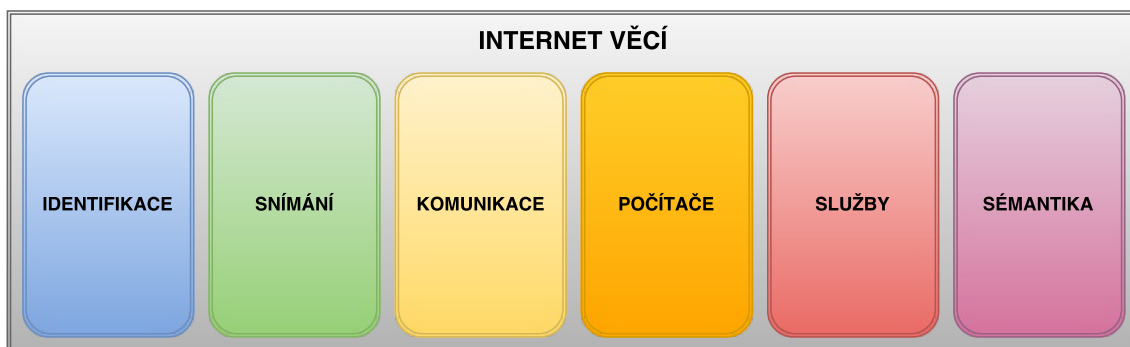 INTERNET VĚCÍ
IDENTIFIKACE
SNÍMÁNÍ
KOMUNIKACE
POČÍTAČE
SLUŽBY
SÉMANTIKA